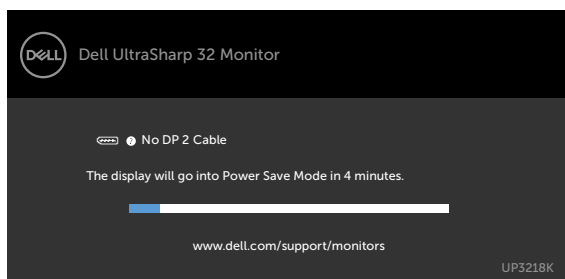 DELL Dell UltraSharp 32 Monitor
? No DP 2 Cable
The display will go into Power Save Mode in 4 minutes.
www.dell.com/support/monitors
UP3218K